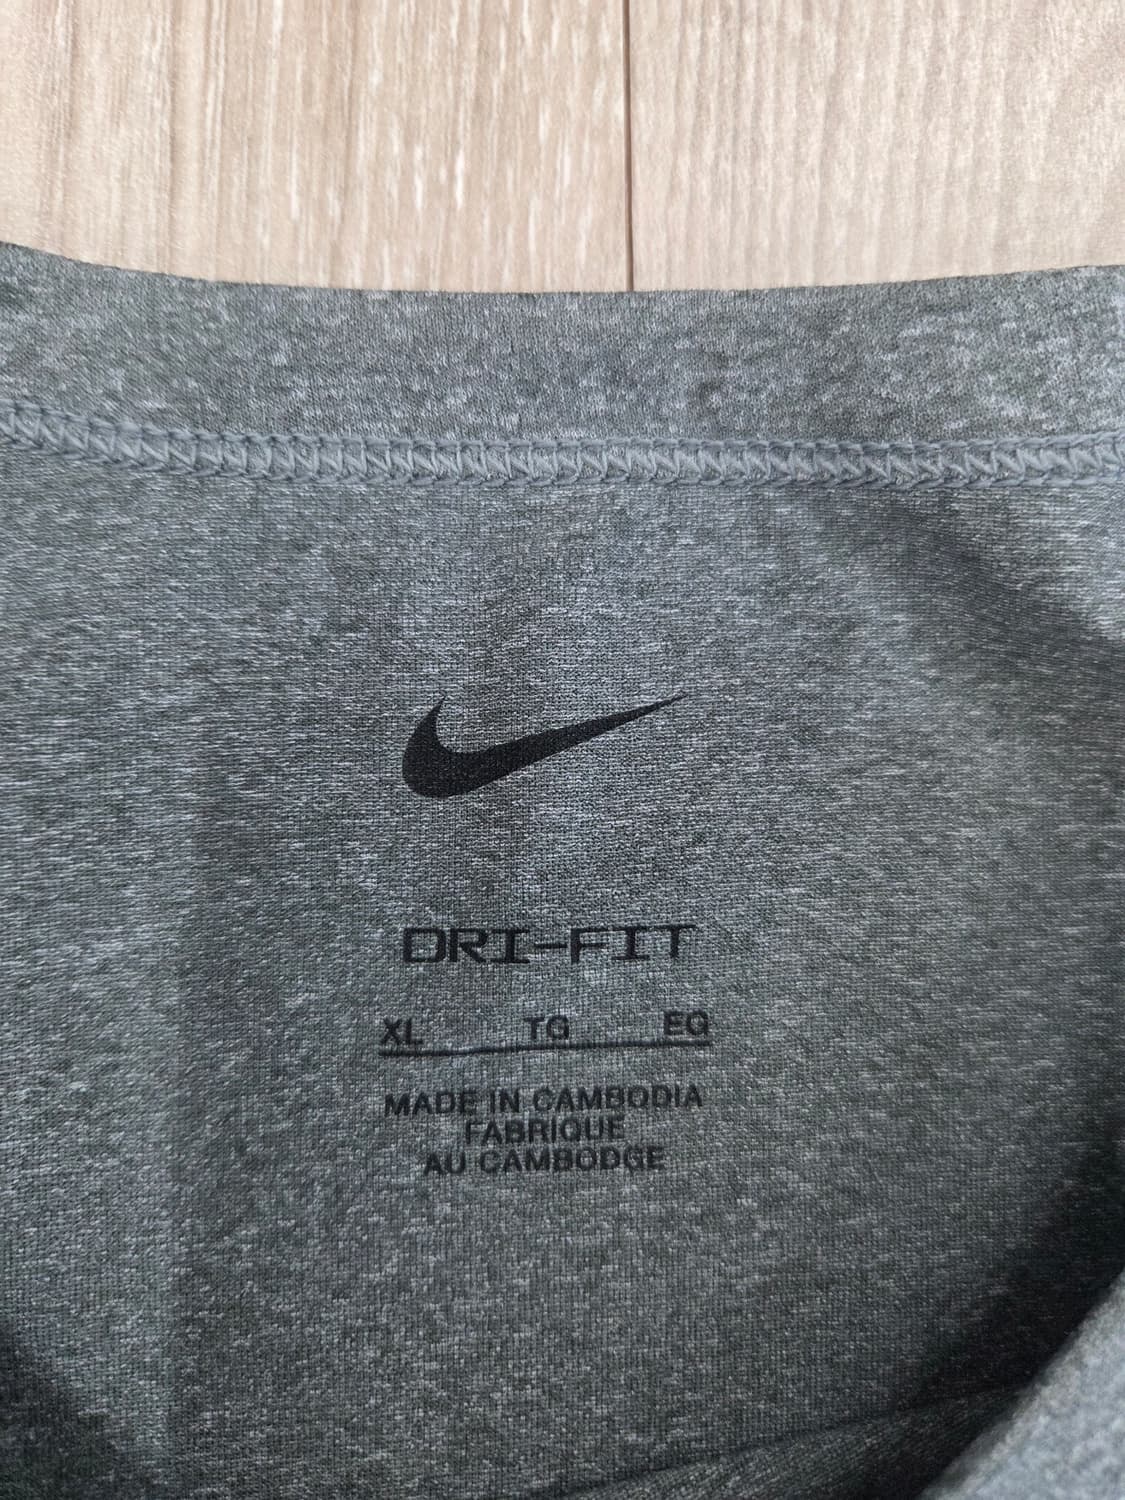 DRI-FIT
XL TG EG
MADE IN CAMBODIA
FABRIQUE
AU CAMBODGE